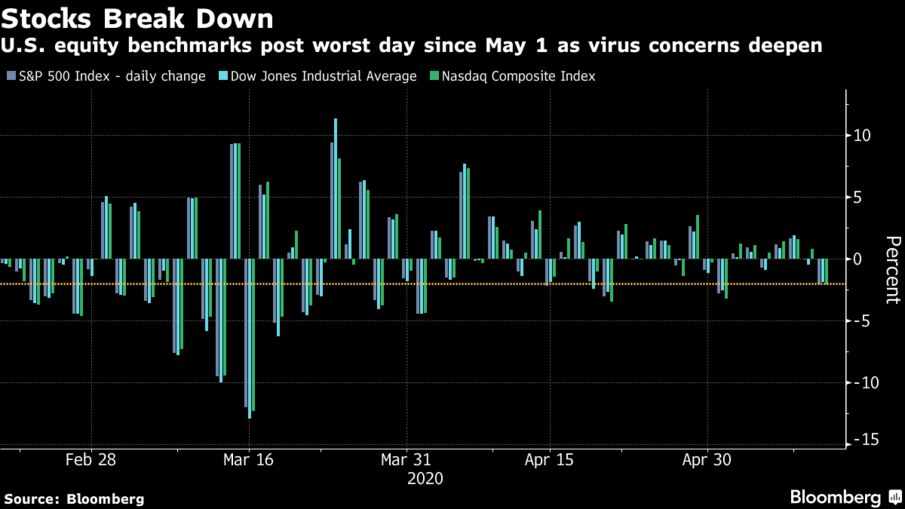 Stocks Break Down
U.S. equity benchmarks post worst day since May 1 as virus concerns deepen
S&P 500 Index - daily change Dow Jones Industrial Average Nasdaq Composite Index
10
5
0
-5
-10
-15
Percent
Feb 28 Mar 16 Mar 31 Apr 15 Apr 30
2020
Source: Bloomberg
Bloomberg